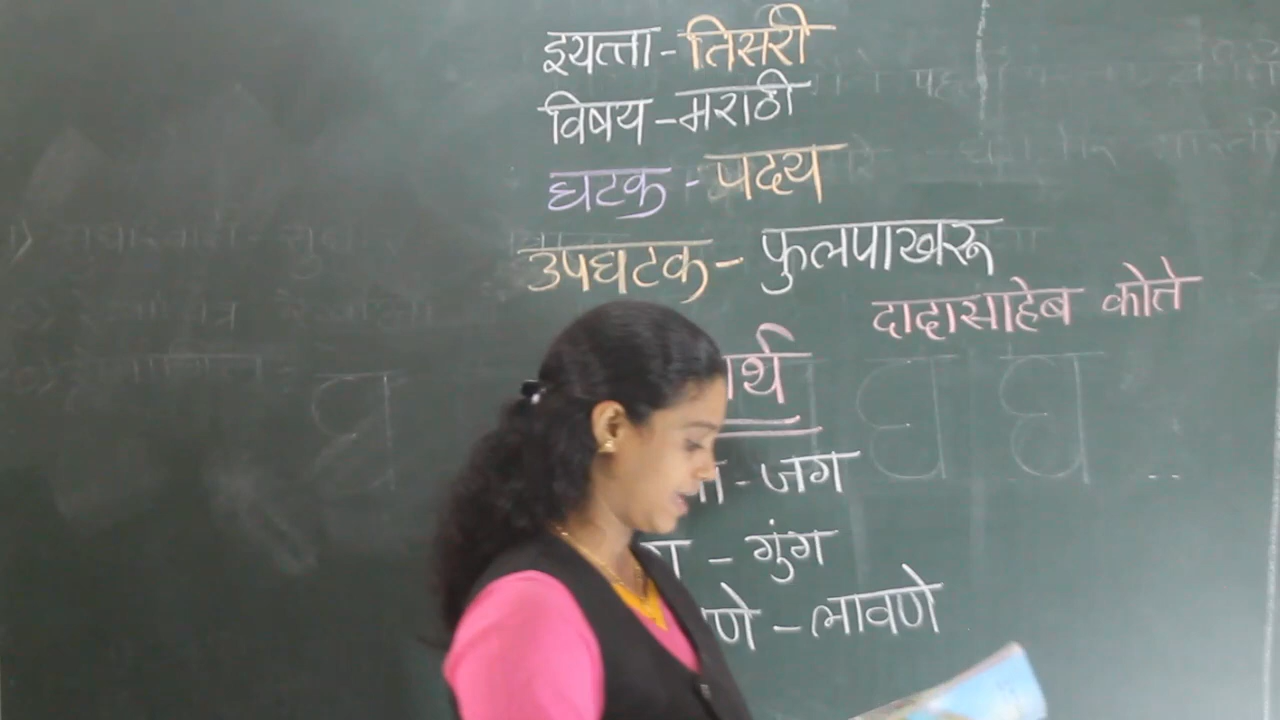 इयत्ता - तिसरी
विषय - मराठी
घटक - पद्य
उपघटक - फुलपाखरू
दादासाहेब कोते
र्थ
- जग
- गुंग
णे - लावणे
घ घ ..